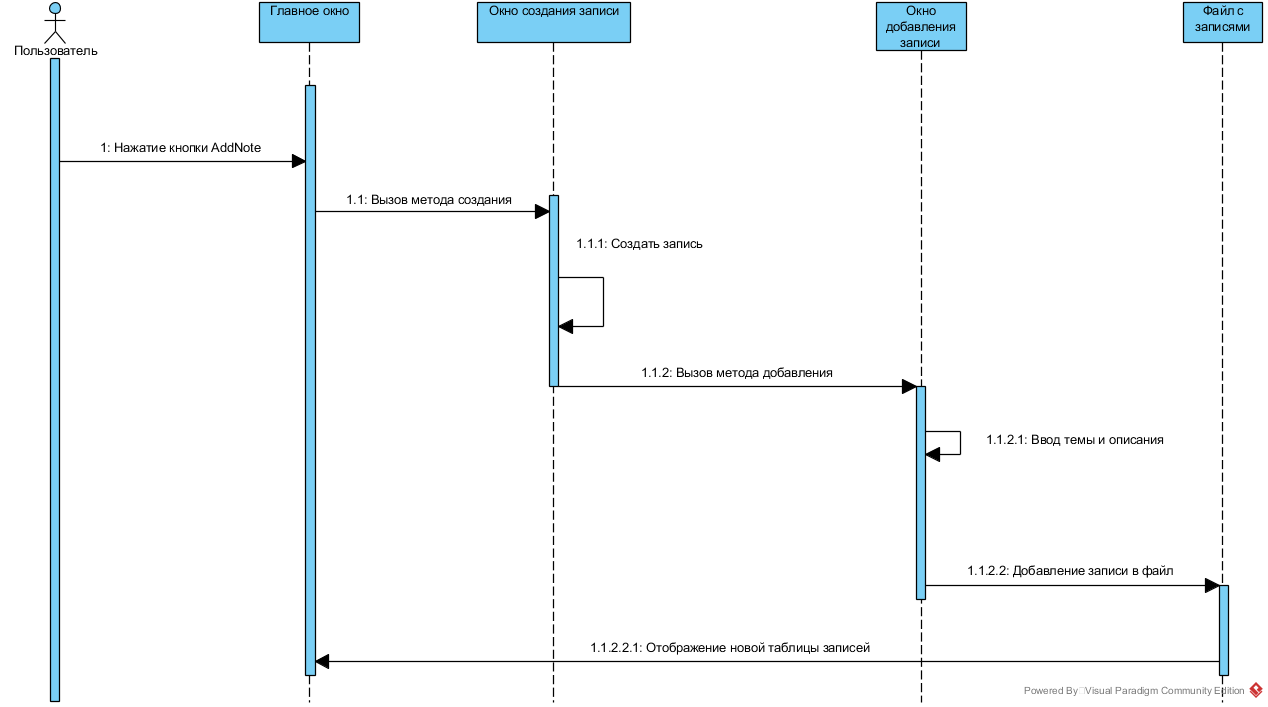 Пользователь
Главное окно
Окно создания записи
Окно
добавления
записи
Файл с
записями
1: Нажатие кнопки AddNote
1.1: Вызов метода создания
1.1.1: Создать запись
1.1.2: Вызов метода добавления
1.1.2.1: Ввод темы и описания
1.1.2.2: Добавление записи в файл
1.1.2.2.1: Отображение новой таблицы записей
Powered By Visual Paradigm Community Edition